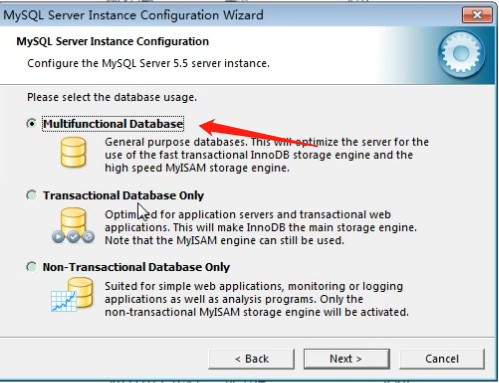 MySQL Server Instance Configuration Wizard
MySQL Server Instance Configuration
Configure the MySQL Server 5.5 server instance.
Please select the database usage.
Multifunctional Database
General purpose databases. This will optimize the server for the
use of the fast transactional InnoDB storage engine and the
high speed MyISAM storage engine.
Transactional Database Only
Optimized for application servers and transactional web
applications. This will make InnoDB the main storage engine.
Note that the MyISAM engine can still be used.
Non-Transactional Database Only
Suited for simple web applications, monitoring or logging
applications as well as analysis programs. Only the
non-transactional MyISAM storage engine will be activated.
< Back
Next >
Cancel